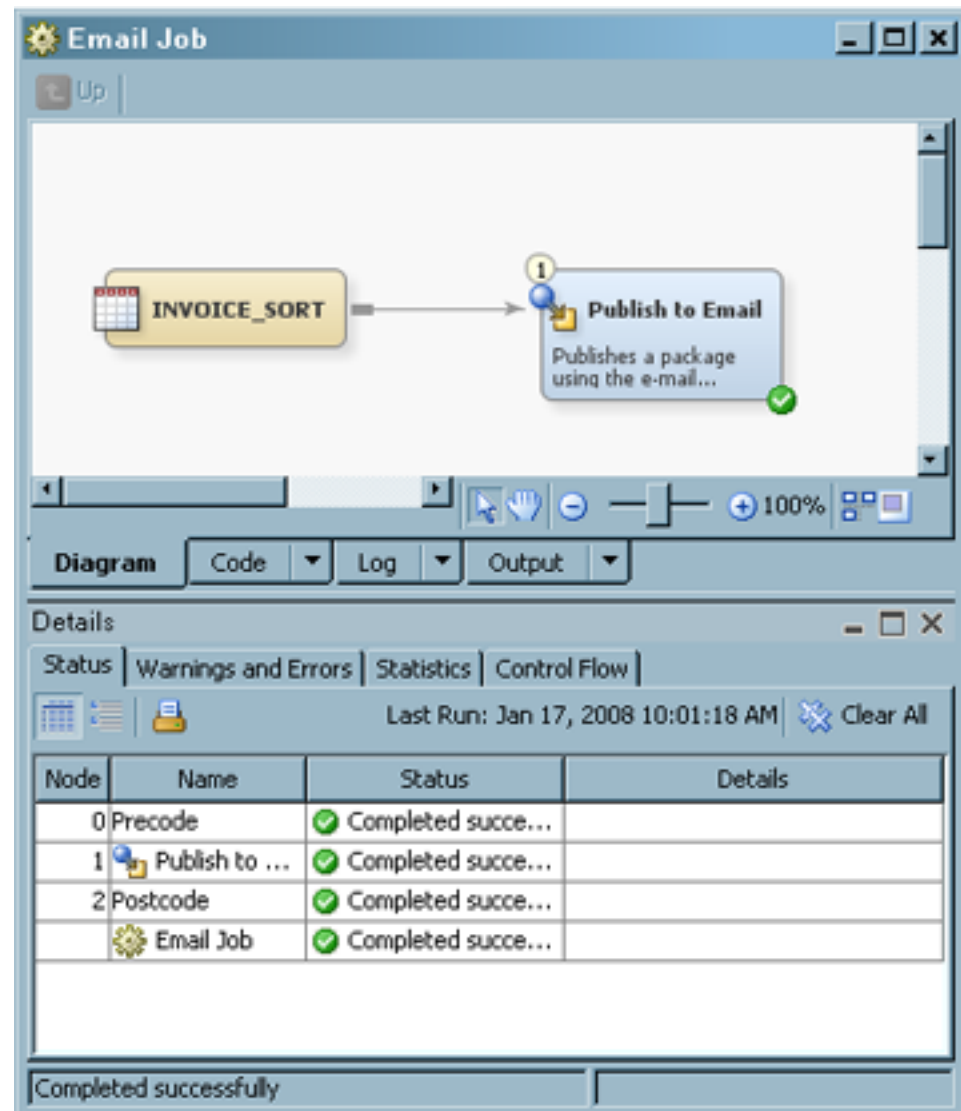 Email Job
Up
INVOICE_SORT
1
Publish to Email
Publishes a package
using the e-mail...
100%
Diagram
Code
Log
Output
Details
Status
Warnings and Errors
Statistics
Control Flow
Last Run: Jan 17, 2008 10:01:18 AM
Clear All
Node Name Status Details
0 Precode Completed succe...
1 Publish to ... Completed succe...
2 Postcode Completed succe...
Email Job Completed succe...
Completed successfully